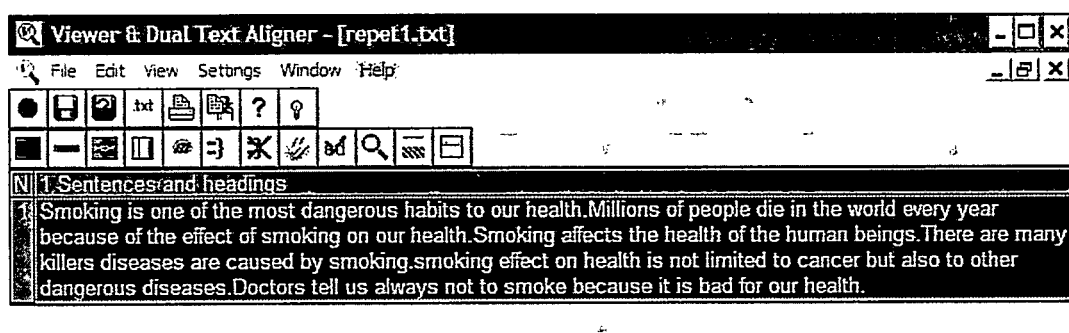 Viewer & Dual Text Aligner - [repet1.txt]
File Edit View Settings Window Help
.txt ?
ad
N 1.Sentences and headings
1 Smoking is one of the most dangerous habits to our health.Millions of people die in the world every year
because of the effect of smoking on our health.Smoking affects the health of the human beings.There are many
killers diseases are caused by smoking.smoking effect on health is not limited to cancer but also to other
dangerous diseases.Doctors tell us always not to smoke because it is bad for our health.